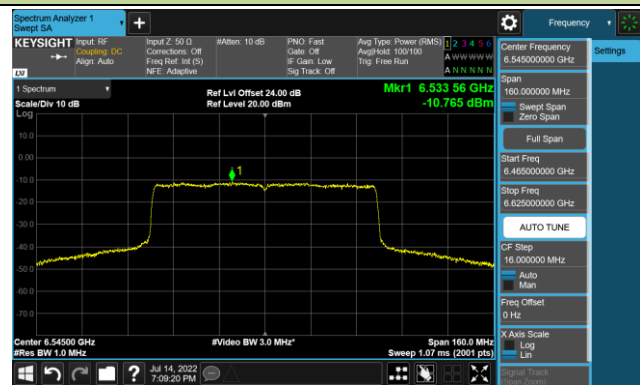 Spectrum Analyzer 1
Swept SA
+
Frequency
KEYSIGHT
Input: RF
Coupling: DC
Align: Auto
Input Z: 50 Ω
Corrections: Off
Freq Ref: Int (S)
NFE: Adaptive
#Atten: 10 dB
PNO: Fast
Gate: Off
IF Gain: Low
Sig Track: Off
Avg Type: Power (RMS)
Avg|Hold: 100/100
Trig: Free Run
1 2 3 4 5 6
A W W W W W
A N N N N N
LXI
1 Spectrum
Scale/Div 10 dB
Log
Ref Lvl Offset 24.00 dB
Ref Level 20.00 dBm
Mkr1 6.533 56 GHz
-10.765 dBm
10.0
0.00
-10.0
-20.0
-30.0
-40.0
-50.0
-60.0
-70.0
1
Center 6.54500 GHz
#Res BW 1.0 MHz
#Video BW 3.0 MHz*
Span 160.0 MHz
Sweep 1.07 ms (2001 pts)
Center Frequency
6.545000000 GHz
Settings
Span
160.000000 MHz
Swept Span
Zero Span
Full Span
Start Freq
6.465000000 GHz
Stop Freq
6.625000000 GHz
AUTO TUNE
CF Step
16.000000 MHz
Auto
Man
Freq Offset
0 Hz
X Axis Scale
Log
Lin
Signal Track
(Span Zoom)
?
Jul 14, 2022
7:09:20 PM